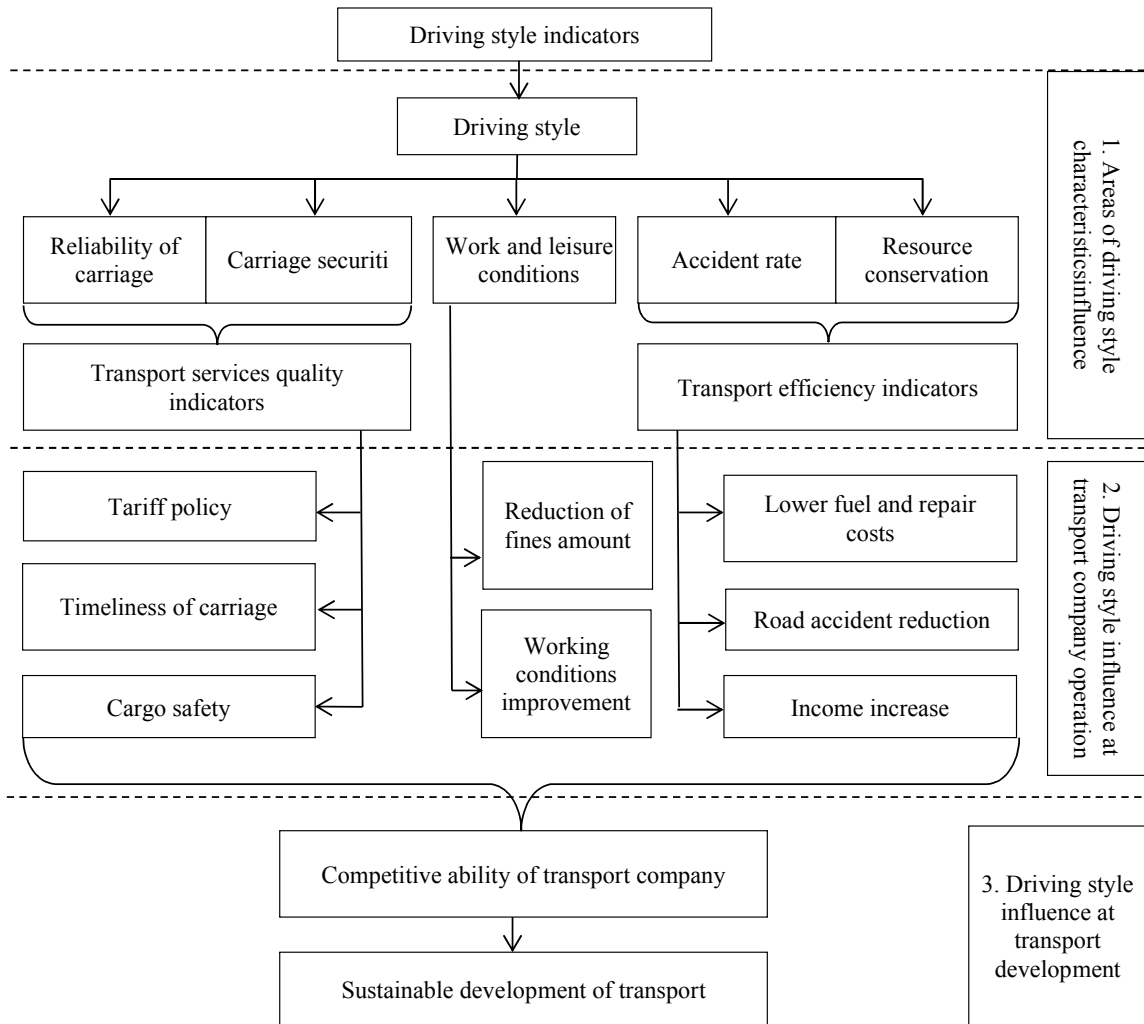 Driving style indicators
Driving style
Reliability of
carriage
Carriage securiti
Work and leisure
conditions
Accident rate
Resource
conservation
Transport services quality
indicators
Transport efficiency indicators
1. Areas of driving style
characteristicsinfluence
Tariff policy
Timeliness of carriage
Cargo safety
Reduction of
fines amount
Working
conditions
improvement
Lower fuel and repair
costs
Road accident reduction
Income increase
2. Driving style influence at
transport company operation
Competitive ability of transport company
Sustainable development of transport
3. Driving style
influence at
transport
development